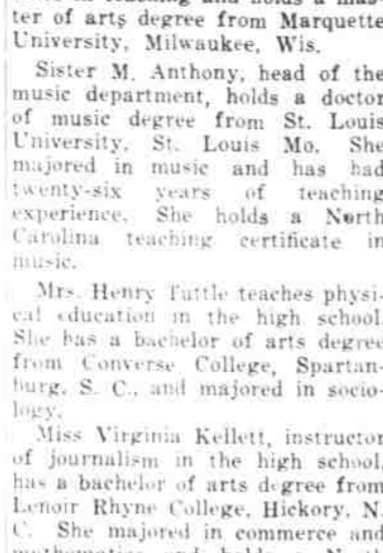 ter of arts degree from Marquette
University, Milwaukee, Wis.
Sister M. Anthony, head of the
music department, holds a doctor
of music degree from St. Louis
University, St. Louis Mo. She
majored in music and has had
twenty-six years of teaching
experience. She holds a North
Carolina teaching certificate in
music.
Mrs. Henry Tuttle teaches physi-
cal education in the high school.
She has a bachelor of arts degree
from Converse College, Spartan-
burg, S. C., and majored in socio-
logy.
Miss Virginia Kellett, instructor
of journalism in the high school,
has a bachelor of arts degree from
Lenoir Rhyne College, Hickory, N.
C. She majored in commerce and